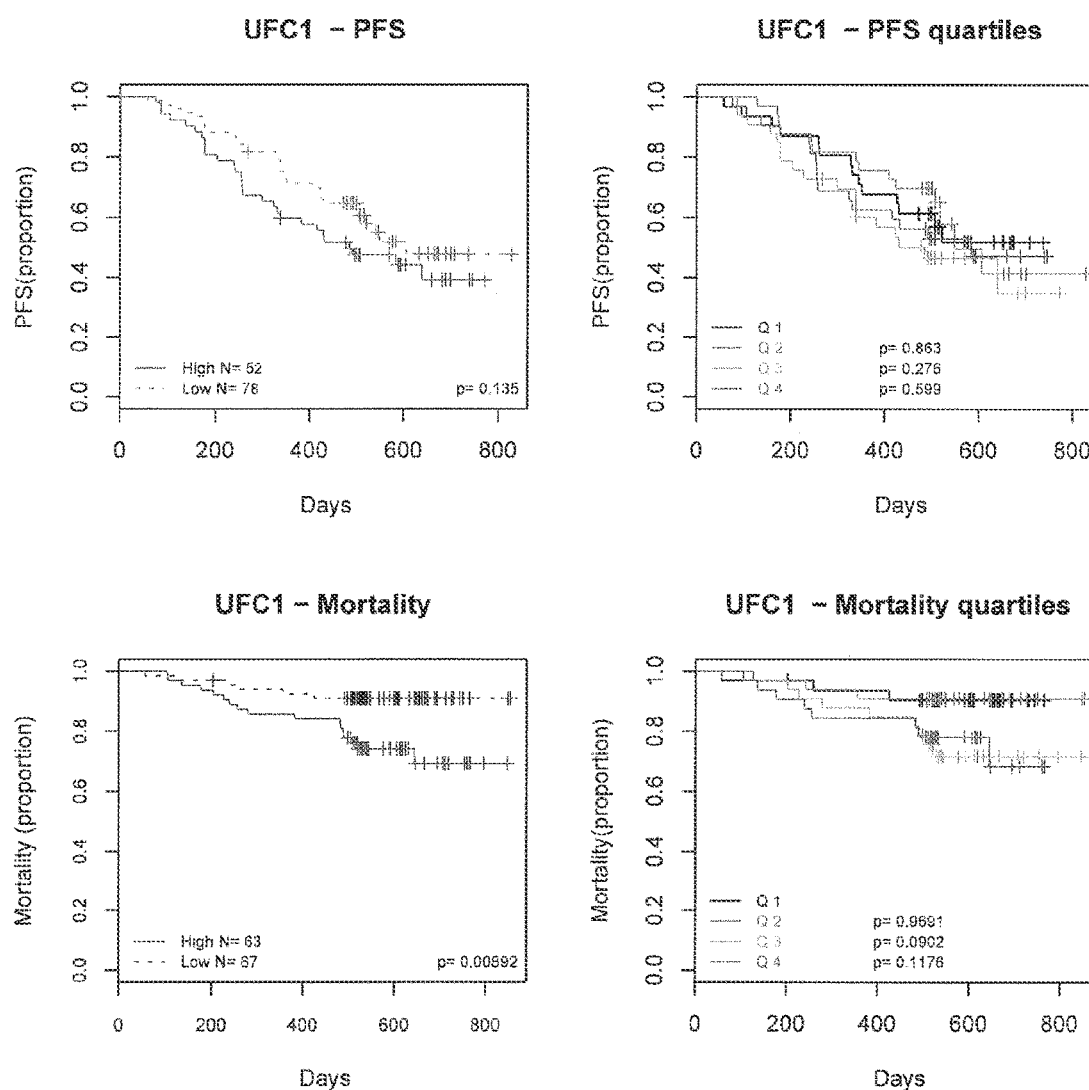 UFC1 – PFS
PFS(proportion)
1.0
0.8
0.6
0.4
0.2
0.0
High N= 52
Low N= 78
p= 0.135
0 200 400 600 800
Days
UFC1 – PFS quartiles
PFS(proportion)
1.0
0.8
0.6
0.4
0.2
0.0
Q 1
Q 2 p= 0.863
Q 3 p= 0.276
Q 4 p= 0.599
0 200 400 600 800
Days
UFC1 – Mortality
Mortality (proportion)
1.0
0.8
0.6
0.4
0.2
0.0
High N= 63
Low N= 67
p= 0.00892
0 200 400 600 800
Days
UFC1 – Mortality quartiles
Mortality(proportion)
1.0
0.8
0.6
0.4
0.2
0.0
Q 1
Q 2 p= 0.9691
Q 3 p= 0.0902
Q 4 p= 0.1176
0 200 400 600 800
Days